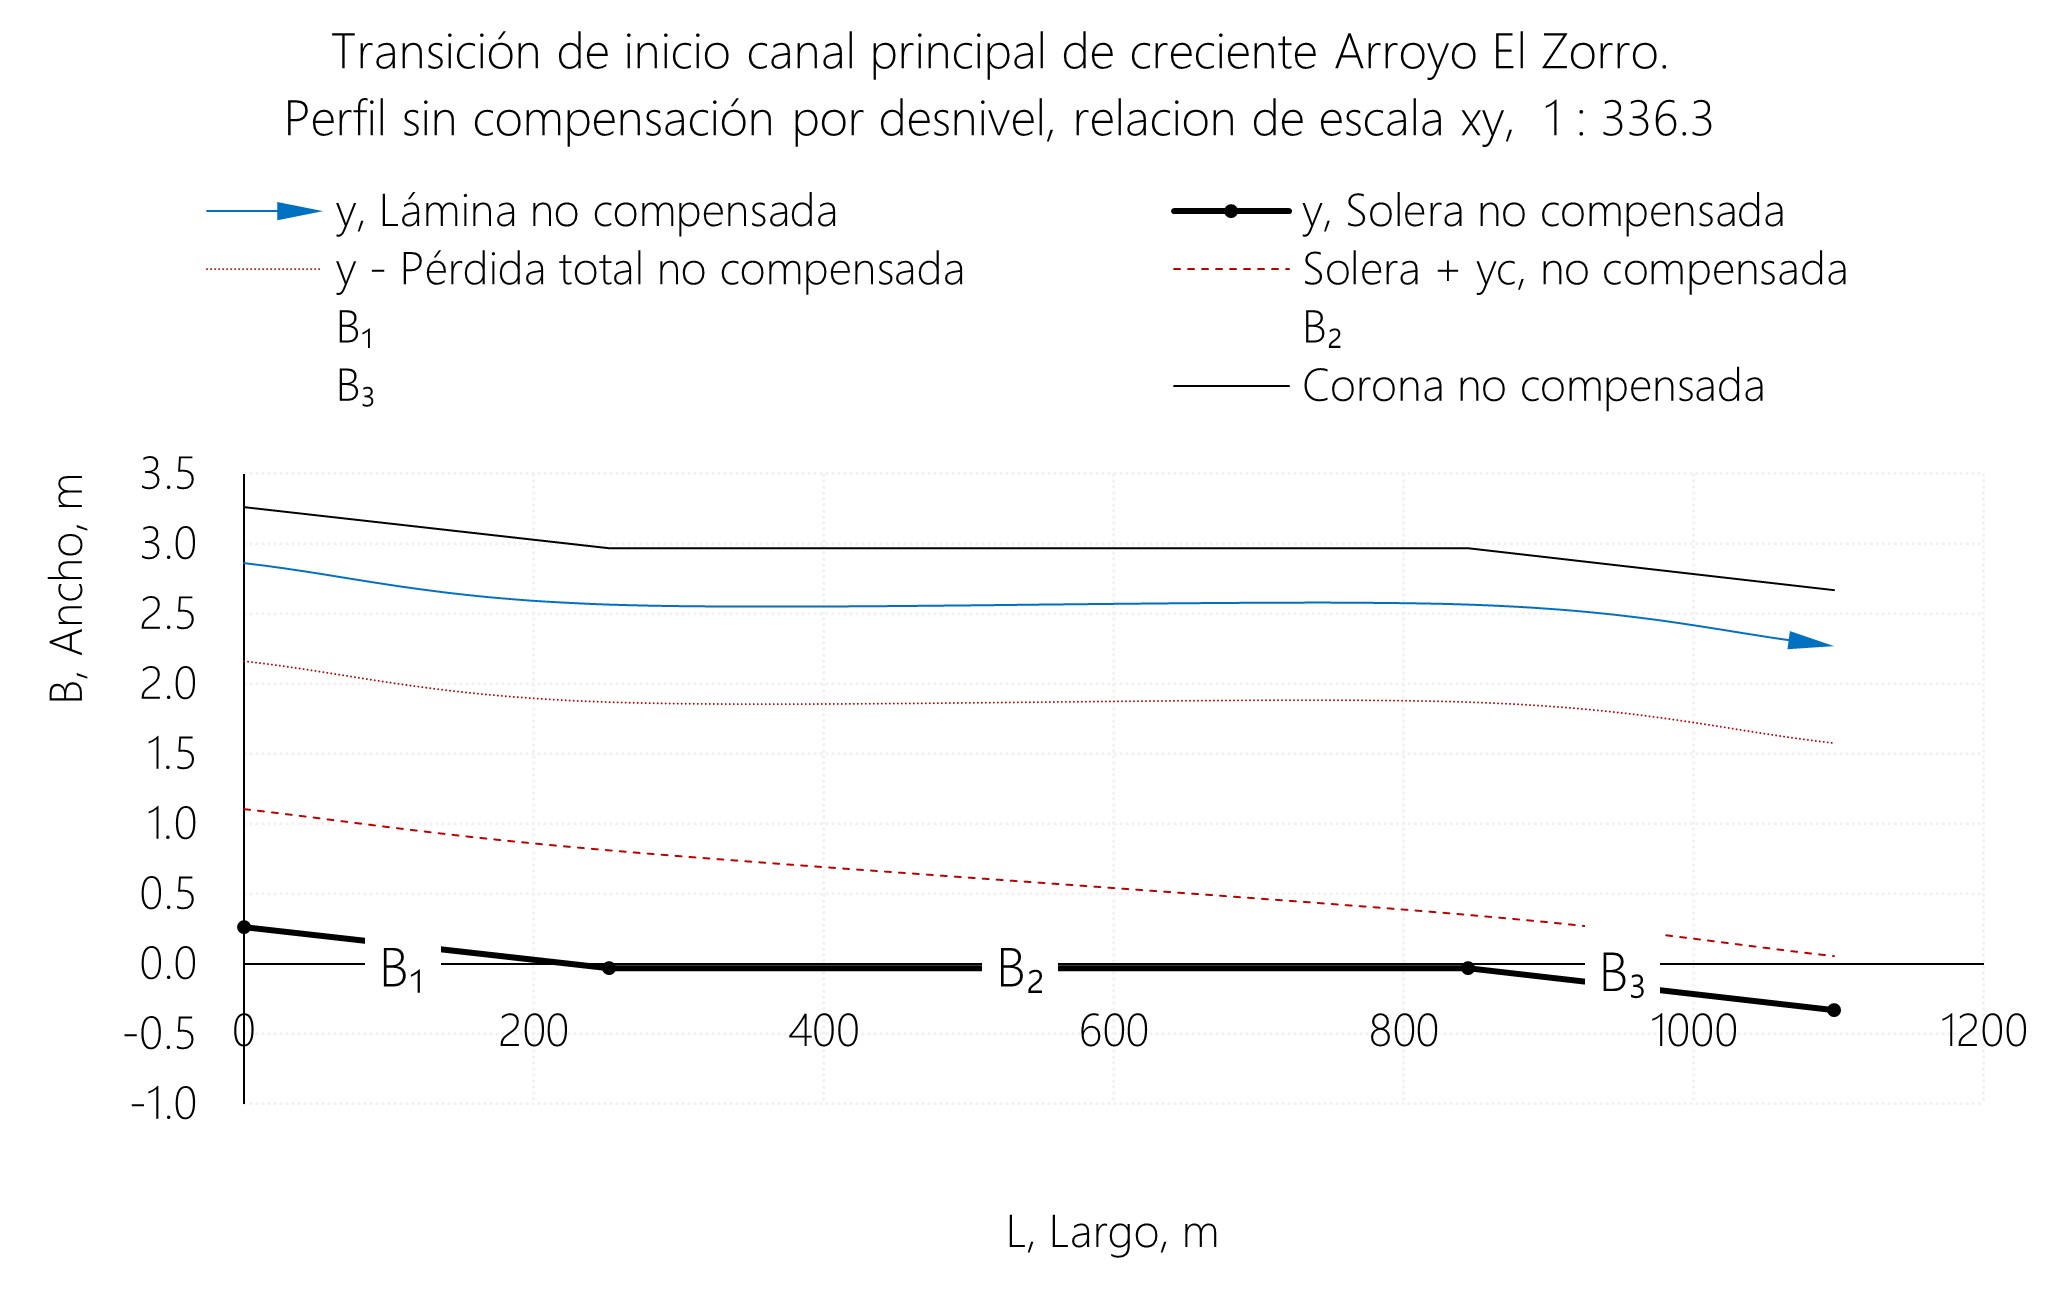 Transición de inicio canal principal de creciente Arroyo El Zorro.
Perfil sin compensación por desnivel, relacion de escala xy, 1 : 336.3
y, Lámina no compensada
y, Solera no compensada
y - Pérdida total no compensada
Solera + yc, no compensada
B₁
B₂
B₃
Corona no compensada
B, Ancho, m
3.5
3.0
2.5
2.0
1.5
1.0
0.5
0.0
-0.5
-1.0
B₁
B₂
B₃
0
200
400
600
800
1000
1200
L, Largo, m